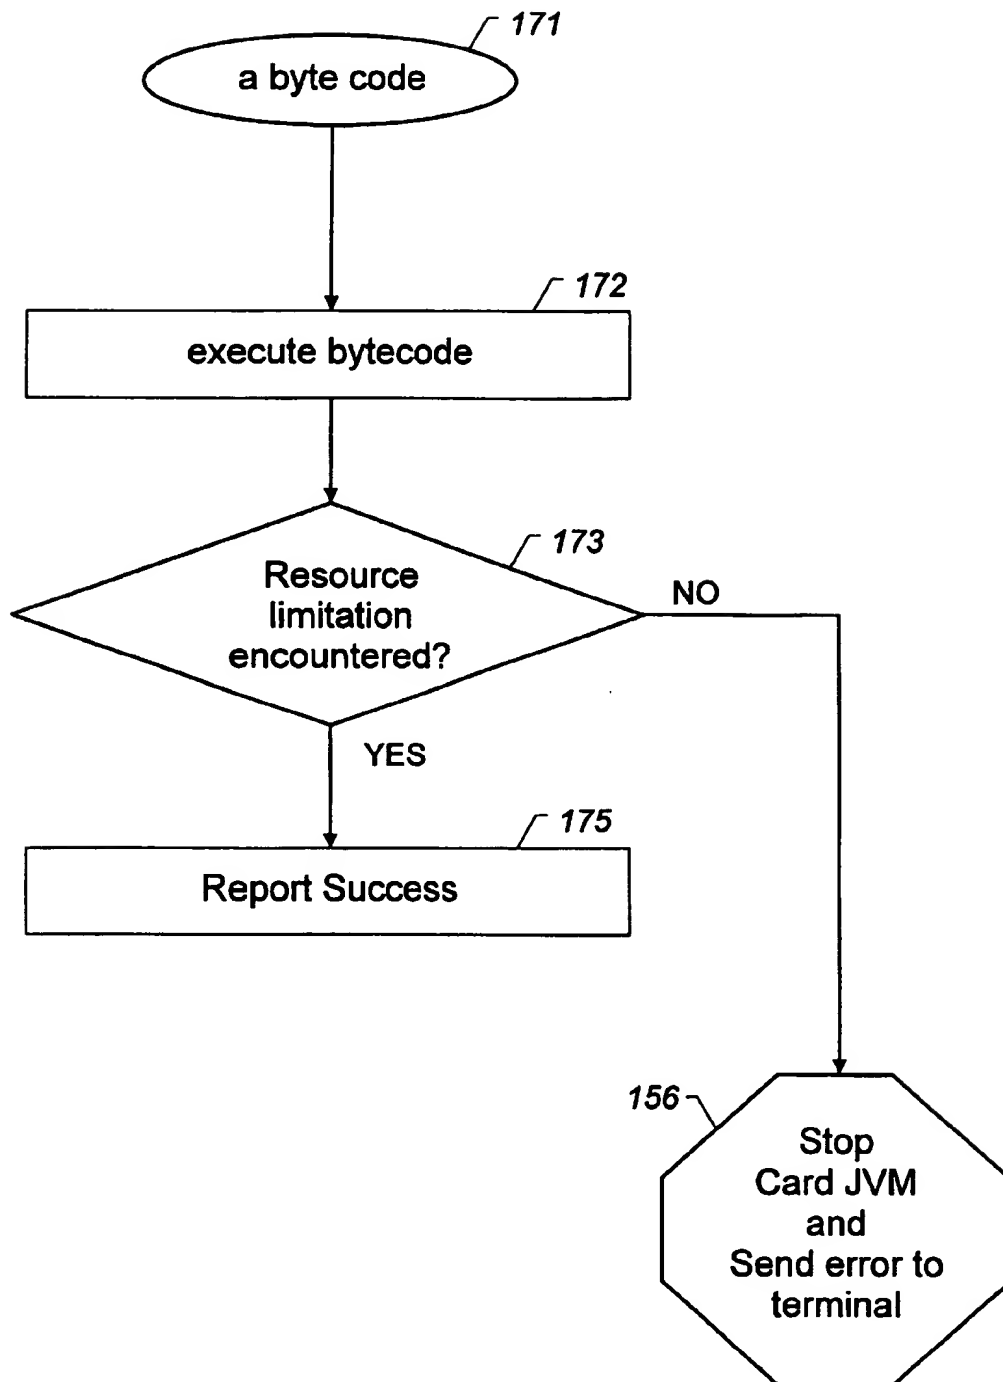 171
a byte code
172
execute bytecode
173
Resource
limitation
encountered?
NO
YES
175
Report Success
156
Stop
Card JVM
and
Send error to
terminal